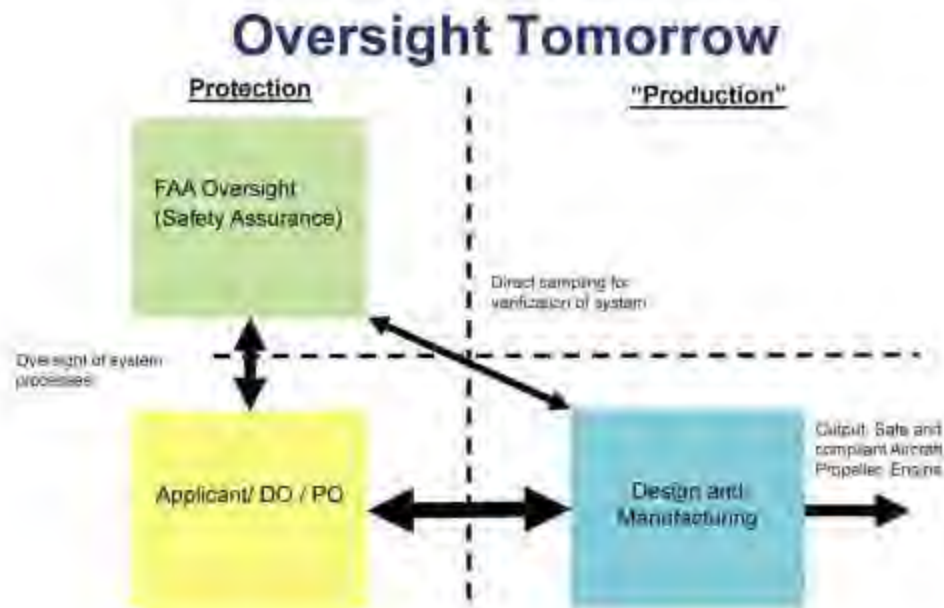 Oversight Tomorrow
Protection
"Production"
FAA Oversight
(Safety Assurance)
Direct sampling for
verification of system
Oversight of system
processes
Applicant/ DO / PO
Design and
Manufacturing
Output: Safe and
compliant Aircraft
Propeller, Engine